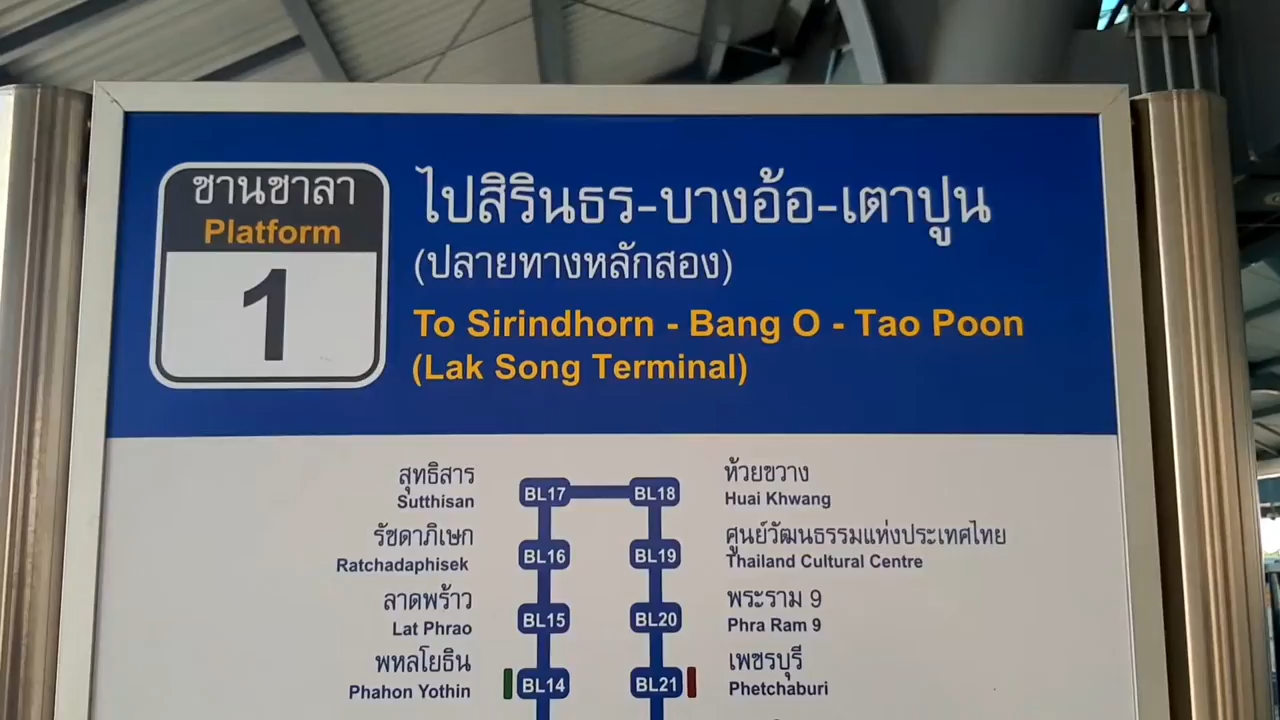 ชานชาลา
Platform
1
ไปสิรินธร-บางอ้อ-เตาปูน
(ปลายทางหลักสอง)
To Sirindhorn - Bang O - Tao Poon
(Lak Song Terminal)
สุทธิสาร
Sutthisan
BL17
BL18
ห้วยขวาง
Huai Khwang
รัชดาภิเษก
Ratchadaphisek
BL16
BL19
ศูนย์วัฒนธรรมแห่งประเทศไทย
Thailand Cultural Centre
ลาดพร้าว
Lat Phrao
BL15
BL20
พระราม 9
Phra Ram 9
พหลโยธิน
Phahon Yothin
BL14
BL21
เพชรบุรี
Phetchaburi